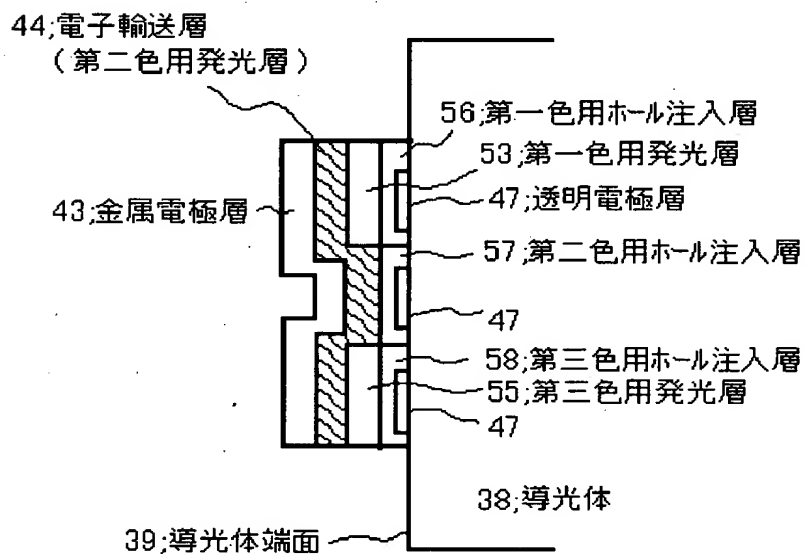 44;電子輸送層
(第二色用発光層)
56;第一色用ホール注入層
53;第一色用発光層
47;透明電極層
43;金属電極層
57;第二色用ホール注入層
47
58;第三色用ホール注入層
55;第三色用発光層
47
38;導光体
39;導光体端面